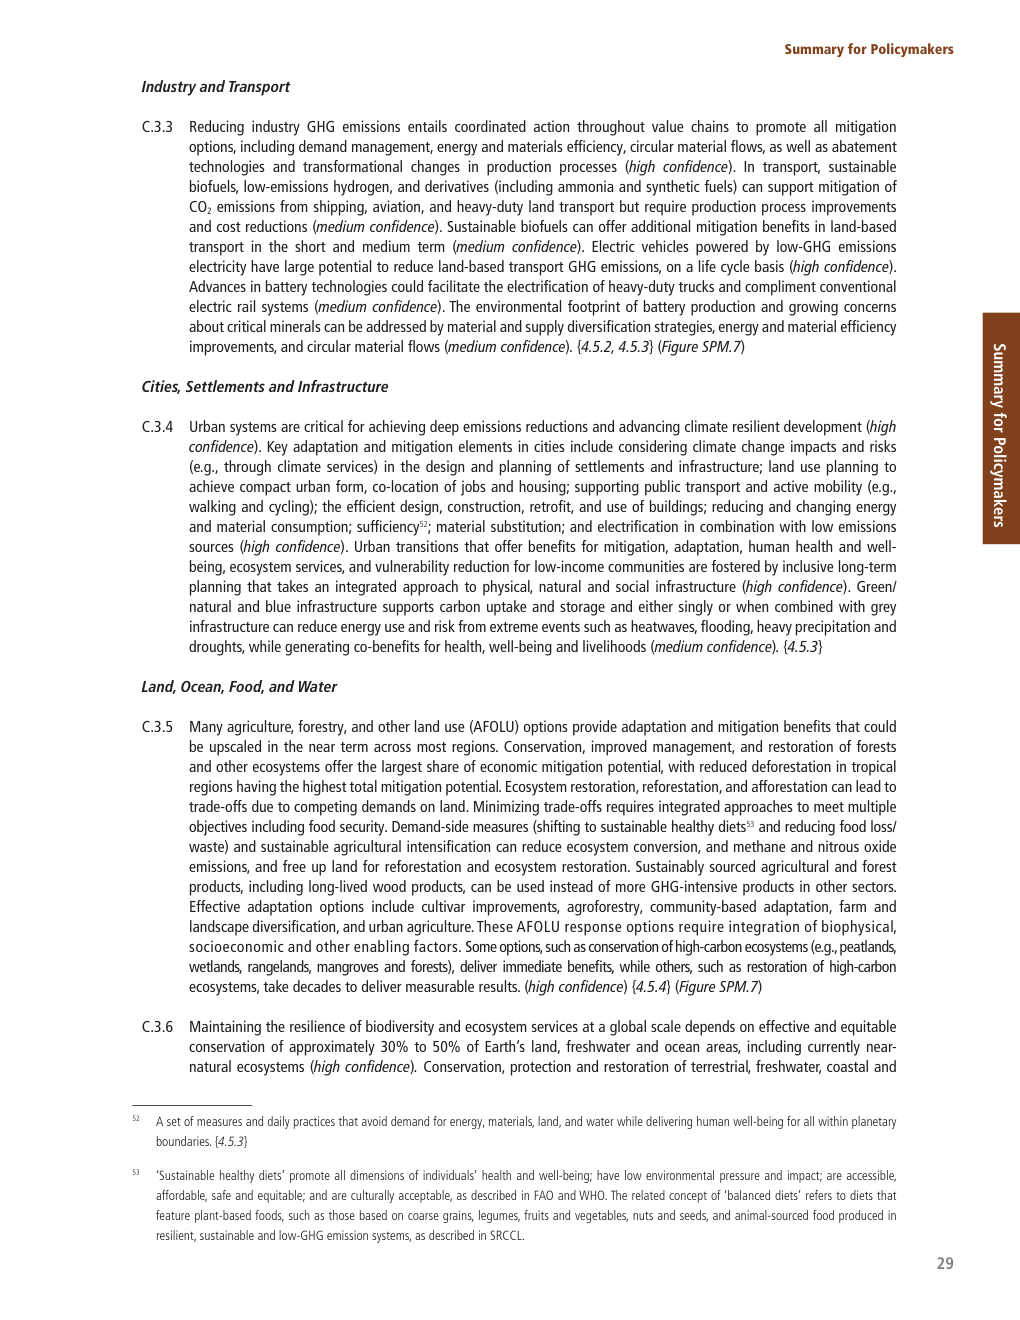 Summary for Policymakers
Industry and Transport
C.3.3 Reducing industry GHG emissions entails coordinated action throughout value chains to promote all mitigation
options, including demand management, energy and materials efficiency, circular material flows, as well as abatement
technologies and transformational changes in production processes (high confidence). In transport, sustainable
biofuels, low-emissions hydrogen, and derivatives (including ammonia and synthetic fuels) can support mitigation of
CO₂ emissions from shipping, aviation, and heavy-duty land transport but require production process improvements
and cost reductions (medium confidence). Sustainable biofuels can offer additional mitigation benefits in land-based
transport in the short and medium term (medium confidence). Electric vehicles powered by low-GHG emissions
electricity have large potential to reduce land-based transport GHG emissions, on a life cycle basis (high confidence).
Advances in battery technologies could facilitate the electrification of heavy-duty trucks and compliment conventional
electric rail systems (medium confidence). The environmental footprint of battery production and growing concerns
about critical minerals can be addressed by material and supply diversification strategies, energy and material efficiency
improvements, and circular material flows (medium confidence). {4.5.2, 4.5.3} (Figure SPM.7)
Cities, Settlements and Infrastructure
C.3.4 Urban systems are critical for achieving deep emissions reductions and advancing climate resilient development (high
confidence). Key adaptation and mitigation elements in cities include considering climate change impacts and risks
(e.g., through climate services) in the design and planning of settlements and infrastructure; land use planning to
achieve compact urban form, co-location of jobs and housing; supporting public transport and active mobility (e.g.,
walking and cycling); the efficient design, construction, retrofit, and use of buildings; reducing and changing energy
and material consumption; sufficiency⁵²; material substitution; and electrification in combination with low emissions
sources (high confidence). Urban transitions that offer benefits for mitigation, adaptation, human health and well-
being, ecosystem services, and vulnerability reduction for low-income communities are fostered by inclusive long-term
planning that takes an integrated approach to physical, natural and social infrastructure (high confidence). Green/
natural and blue infrastructure supports carbon uptake and storage and either singly or when combined with grey
infrastructure can reduce energy use and risk from extreme events such as heatwaves, flooding, heavy precipitation and
droughts, while generating co-benefits for health, well-being and livelihoods (medium confidence). {4.5.3}
Land, Ocean, Food, and Water
C.3.5 Many agriculture, forestry, and other land use (AFOLU) options provide adaptation and mitigation benefits that could
be upscaled in the near term across most regions. Conservation, improved management, and restoration of forests
and other ecosystems offer the largest share of economic mitigation potential, with reduced deforestation in tropical
regions having the highest total mitigation potential. Ecosystem restoration, reforestation, and afforestation can lead to
trade-offs due to competing demands on land. Minimizing trade-offs requires integrated approaches to meet multiple
objectives including food security. Demand-side measures (shifting to sustainable healthy diets⁵³ and reducing food loss/
waste) and sustainable agricultural intensification can reduce ecosystem conversion, and methane and nitrous oxide
emissions, and free up land for reforestation and ecosystem restoration. Sustainably sourced agricultural and forest
products, including long-lived wood products, can be used instead of more GHG-intensive products in other sectors.
Effective adaptation options include cultivar improvements, agroforestry, community-based adaptation, farm and
landscape diversification, and urban agriculture. These AFOLU response options require integration of biophysical,
socioeconomic and other enabling factors. Some options, such as conservation of high-carbon ecosystems (e.g., peatlands,
wetlands, rangelands, mangroves and forests), deliver immediate benefits, while others, such as restoration of high-carbon
ecosystems, take decades to deliver measurable results. (high confidence) {4.5.4} (Figure SPM.7)
C.3.6 Maintaining the resilience of biodiversity and ecosystem services at a global scale depends on effective and equitable
conservation of approximately 30% to 50% of Earth’s land, freshwater and ocean areas, including currently near-
natural ecosystems (high confidence). Conservation, protection and restoration of terrestrial, freshwater, coastal and
52 A set of measures and daily practices that avoid demand for energy, materials, land, and water while delivering human well-being for all within planetary
boundaries. {4.5.3}
53 ‘Sustainable healthy diets’ promote all dimensions of individuals’ health and well-being; have low environmental pressure and impact; are accessible,
affordable, safe and equitable; and are culturally acceptable, as described in FAO and WHO. The related concept of ‘balanced diets’ refers to diets that
feature plant-based foods, such as those based on coarse grains, legumes, fruits and vegetables, nuts and seeds, and animal-sourced food produced in
resilient, sustainable and low-GHG emission systems, as described in SRCCL.
Summary for Policymakers
29